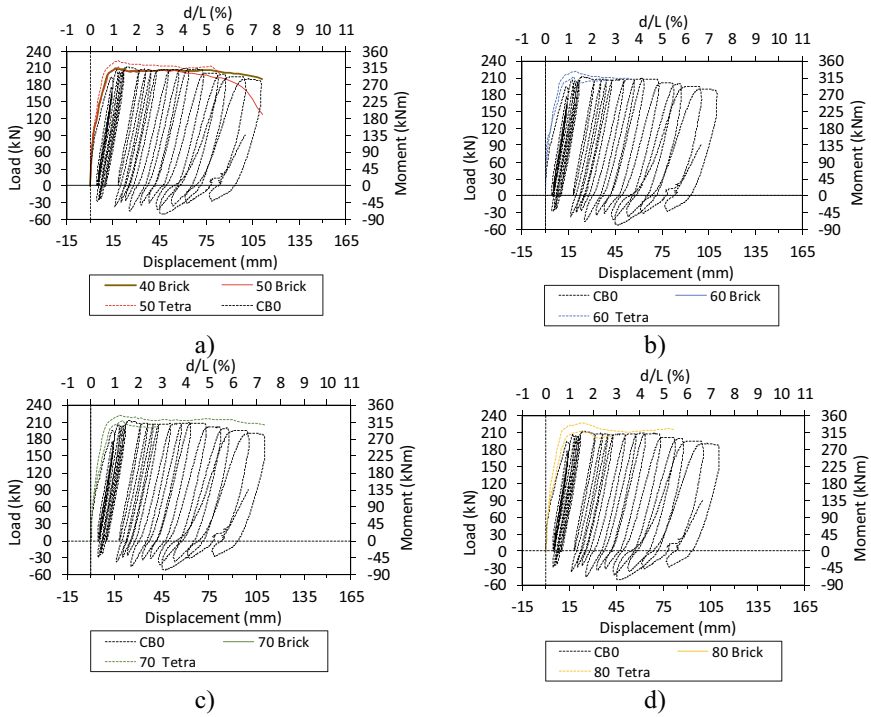 d/L (%)
-1 0 1 2 3 4 5 6 7 8 9 10 11
240 210 180 150 120 90 60 30 0 -30 -60
Load (kN)
360 315 270 225 180 135 90 45 0 -45 -90
Moment (kNm)
-15 15 45 75 105 135 165
Displacement (mm)
40 Brick 50 Brick
50 Tetra CB0
a)
d/L (%)
-1 0 1 2 3 4 5 6 7 8 9 10 11
240 210 180 150 120 90 60 30 0 -30 -60
Load (kN)
360 315 270 225 180 135 90 45 0 -45 -90
Moment (kNm)
-15 15 45 75 105 135 165
Displacement (mm)
CB0 60 Brick
60 Tetra
b)
d/L (%)
-1 0 1 2 3 4 5 6 7 8 9 10 11
240 210 180 150 120 90 60 30 0 -30 -60
Load (kN)
360 315 270 225 180 135 90 45 0 -45 -90
Moment (kNm)
-15 15 45 75 105 135 165
Displacement (mm)
CB0 70 Brick
70 Tetra
c)
d/L (%)
-1 0 1 2 3 4 5 6 7 8 9 10 11
240 210 180 150 120 90 60 30 0 -30 -60
Load (kN)
360 315 270 225 180 135 90 45 0 -45 -90
Moment (kNm)
-15 15 45 75 105 135 165
Displacement (mm)
CB0 80 Brick
80 Tetra
d)